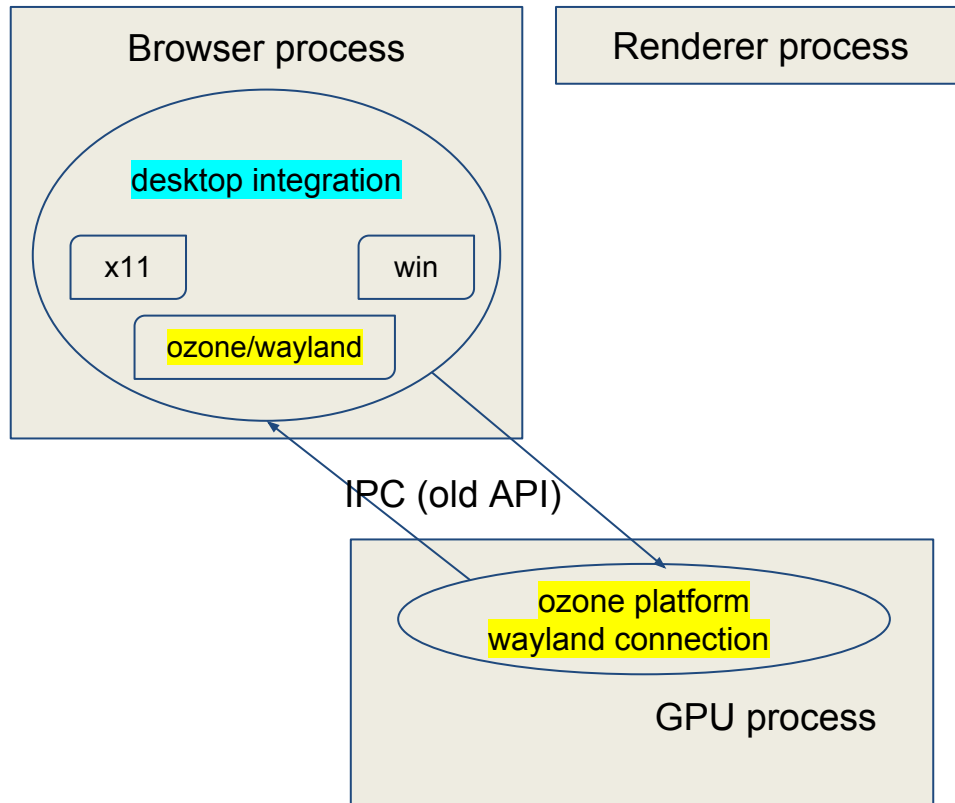 Browser process
Renderer process
desktop integration
x11
win
ozone/wayland
IPC (old API)
ozone platform
wayland connection
GPU process